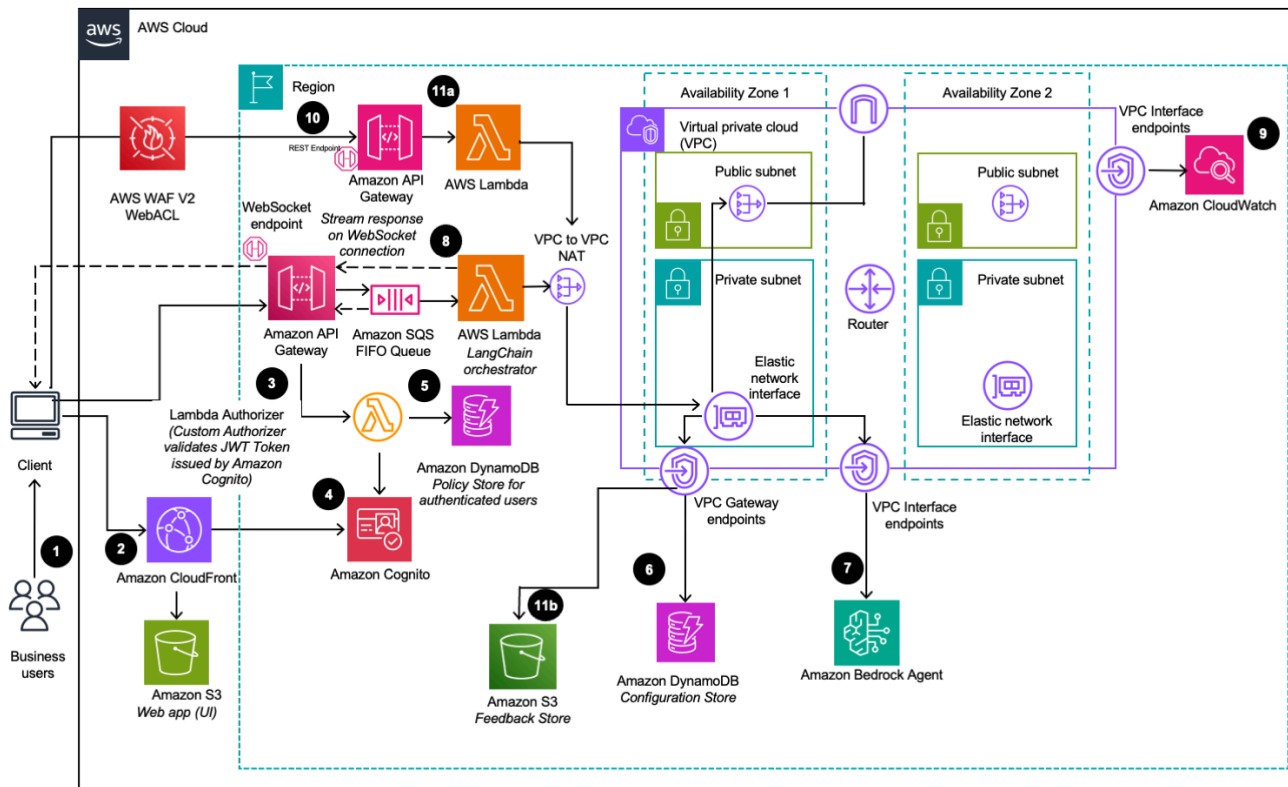 aws
AWS Cloud
Region
10
REST Endpoint
11a
Amazon API
Gateway
AWS Lambda
AWS WAF V2
WebACL
WebSocket
endpoint
Stream response
on WebSocket
connection
8
VPC to VPC
NAT
Amazon API
Gateway
Amazon SQS
FIFO Queue
AWS Lambda
LangChain
orchestrator
3
5
Lambda Authorizer
(Custom Authorizer
validates JWT Token
issued by Amazon
Cognito)
Amazon DynamoDB
Policy Store for
authenticated users
4
Amazon Cognito
Client
1
2
Amazon CloudFront
Business
users
Amazon S3
Web app (UI)
Availability Zone 1
Virtual private cloud
(VPC)
Public subnet
Private subnet
Elastic
network
interface
Router
Availability Zone 2
Public subnet
Private subnet
Elastic network
interface
VPC Interface
endpoints
9
Amazon CloudWatch
VPC Gateway
endpoints
VPC Interface
endpoints
11b
6
7
Amazon S3
Feedback Store
Amazon DynamoDB
Configuration Store
Amazon Bedrock Agent